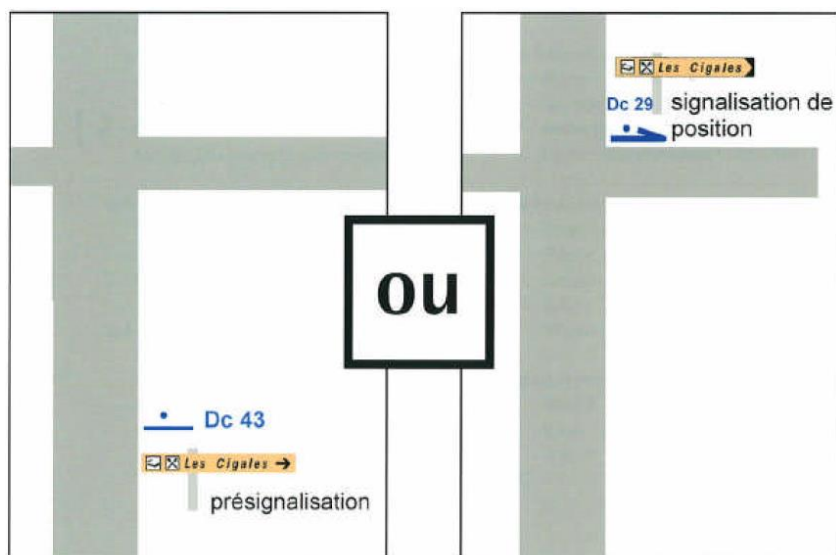 Dc 43
Les Cigales →
présignalisation
ou
Les Cigales
Dc 29 signalisation de
position